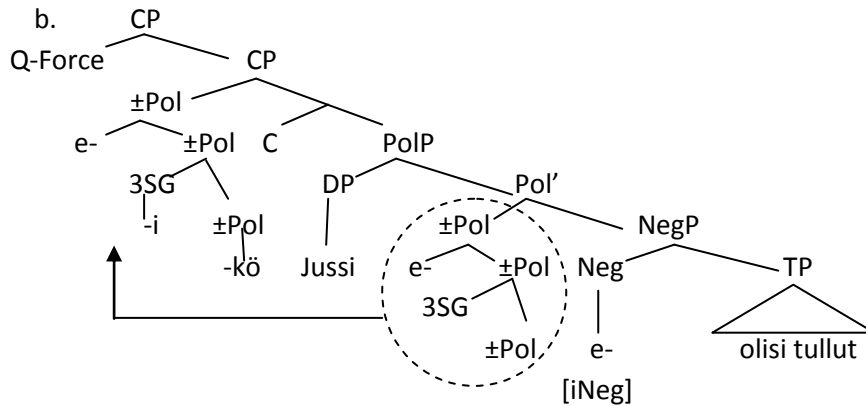 b. CP
Q-Force CP
±Pol
e- ±Pol C PolP
3SG DP Pol’
-i ±Pol ±Pol NegP
-kö Jussi e- ±Pol Neg TP
3SG
±Pol e- olisi tullut
[iNeg]